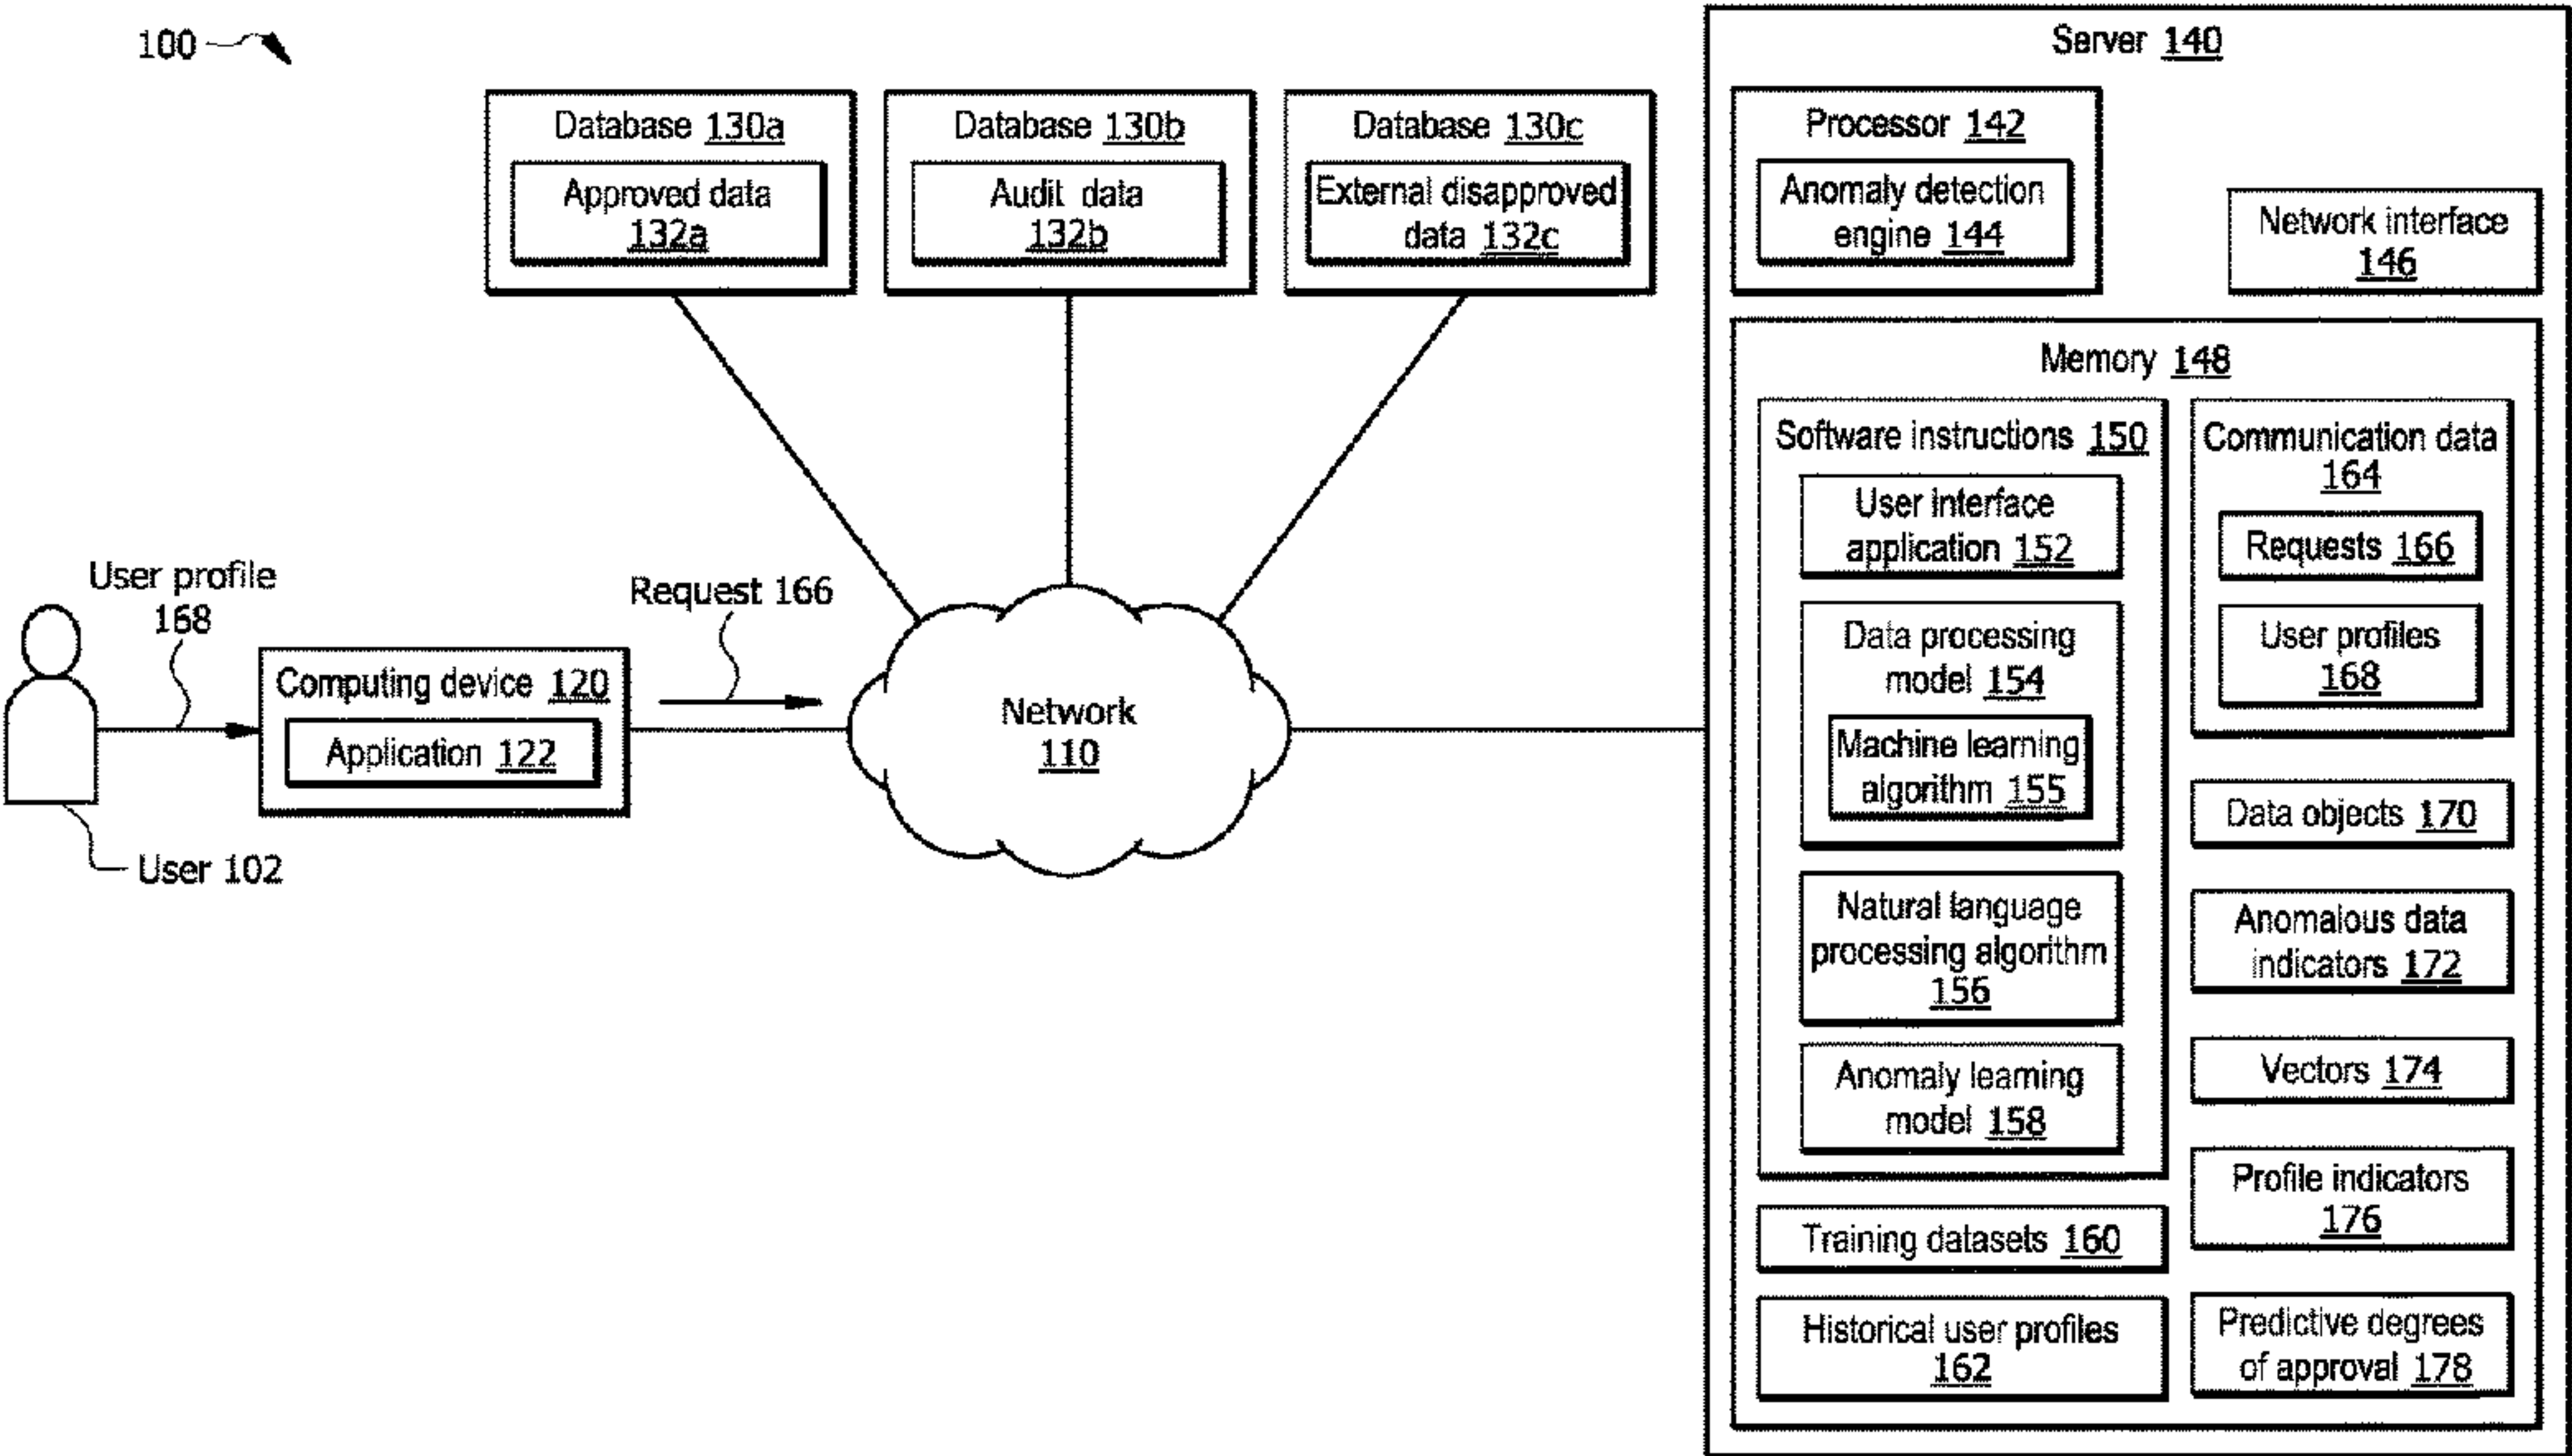 100
Database 130a
Approved data
132a
Database 130b
Audit data
132b
Database 130c
External disapproved
data 132c
User profile
168
User 102
Computing device 120
Application 122
Request 166
Network
110
Server 140
Processor 142
Anomaly detection
engine 144
Network interface
146
Memory 148
Software instructions 150
User interface
application 152
Data processing
model 154
Machine learning
algorithm 155
Natural language
processing algorithm
156
Anomaly learning
model 158
Training datasets 160
Historical user profiles
162
Communication data
164
Requests 166
User profiles
168
Data objects 170
Anomalous data
indicators 172
Vectors 174
Profile indicators
176
Predictive degrees
of approval 178